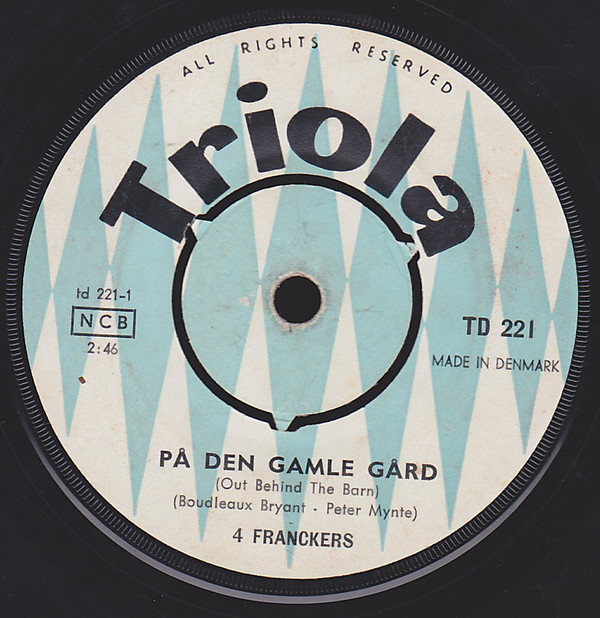 ALL RIGHTS RESERVED
Triola
td 221-1
NCB
2:46
TD 221
MADE IN DENMARK
PÅ DEN GAMLE GÅRD
(Out Behind The Barn)
(Boudleaux Bryant - Peter Mynte)
4 FRANCKERS